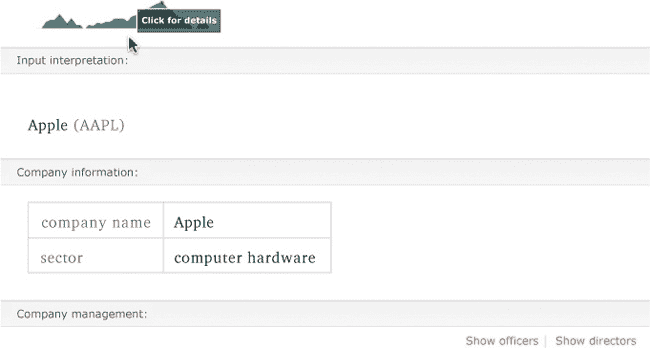 Click for details
Input interpretation:
Apple (AAPL)
Company information:
company name Apple
sector computer hardware
Company management:
Show officers Show directors